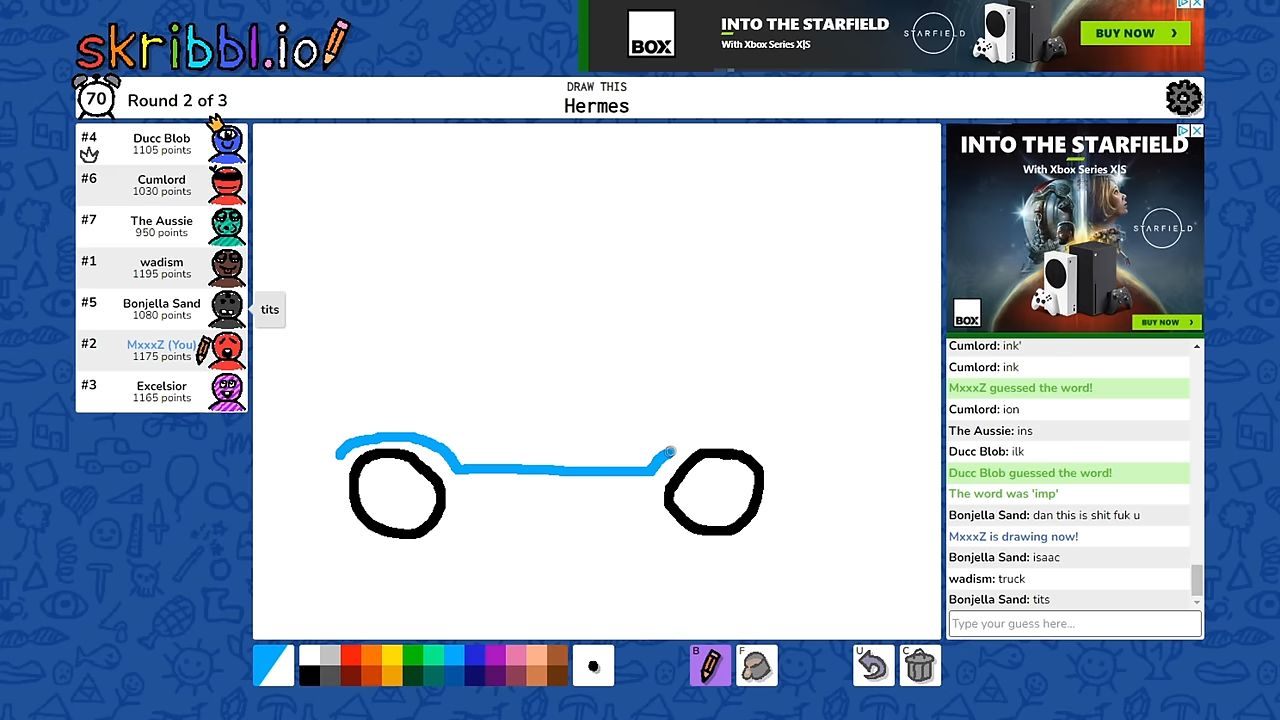 skribbl.io
BOX
INTO THE STARFIELD
With Xbox Series X|S
STARFIELD
BUY NOW
70
Round 2 of 3
DRAW THIS
Hermes
#4
Ducc Blob
1105 points
#6
Cumlord
1030 points
#7
The Aussie
950 points
#1
wadism
1195 points
#5
Bonjella Sand
1080 points
tits
#2
MxxxZ (You)
1175 points
#3
Excelsior
1165 points
INTO THE STARFIELD
With Xbox Series X|S
STARFIELD
BOX
BUY NOW
Cumlord: ink'
Cumlord: ink
MxxxZ guessed the word!
Cumlord: ion
The Aussie: ins
Ducc Blob: ilk
Ducc Blob guessed the word!
The word was 'imp'
Bonjella Sand: dan this is shit fuk u
MxxxZ is drawing now!
Bonjella Sand: isaac
wadism: truck
Bonjella Sand: tits
Type your guess here...
B
F
U
C